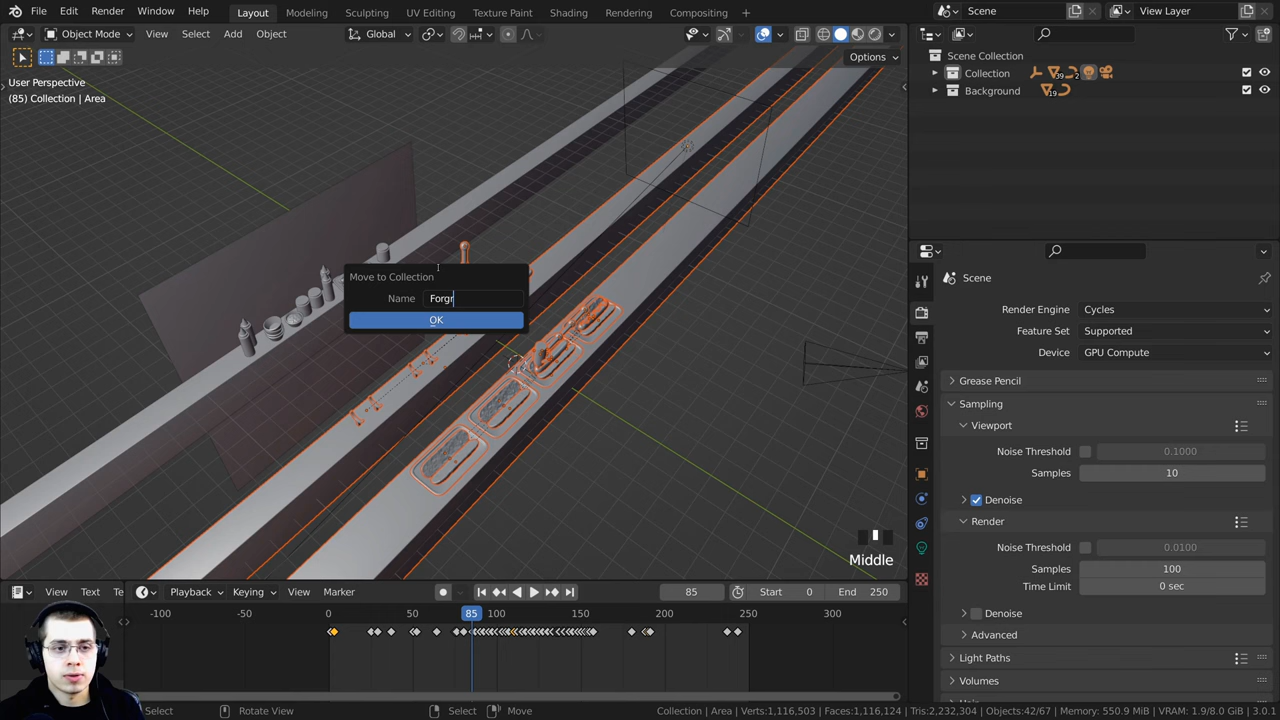 File Edit Render Window Help Layout Modeling Sculpting UV Editing Texture Paint Shading Rendering Compositing Scene View Layer
Object Mode View Select Add Object Global
Options
User Perspective
(85) Collection | Area
Scene Collection
Collection 39 2
Background 19
Move to Collection
Name Forgr
OK
Scene
Render Engine Cycles
Feature Set Supported
Device GPU Compute
Grease Pencil
Sampling
Viewport
Noise Threshold 0.1000
Samples 10
Denoise
Render
Noise Threshold 0.0100
Samples 100
Time Limit 0 sec
Denoise
Advanced
Light Paths
Volumes
Middle
View Te Playback Keying View Marker 85 Start 0 End 250
-100 -50 0 50 85 100 150 200 250 300
Select Rotate View Select Move Collection | Area Verts:1,116,503 Faces:1,116,114 Tris:2,232,304 Objects:42/67 Memory: 550.9 MiB VRAM: 1.9/8.0 GiB 3.0.1